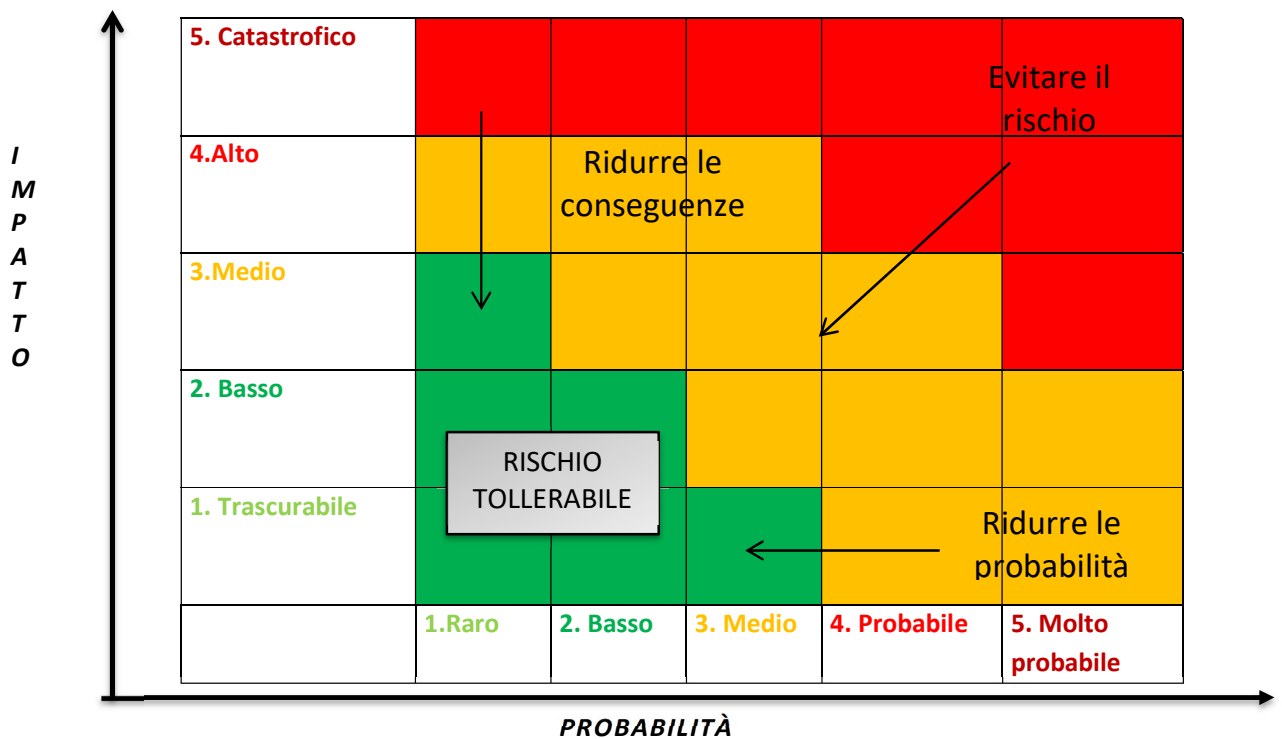 I
M
P
A
T
T
O
5. Catastrofico
Evitare il
rischio
4.Alto
Ridurre le
conseguenze
3.Medio
2. Basso
RISCHIO
TOLLERABILE
1. Trascurabile
Ridurre le
probabilità
1.Raro
2. Basso
3. Medio
4. Probabile
5. Molto
probabile
PROBABILITÀ